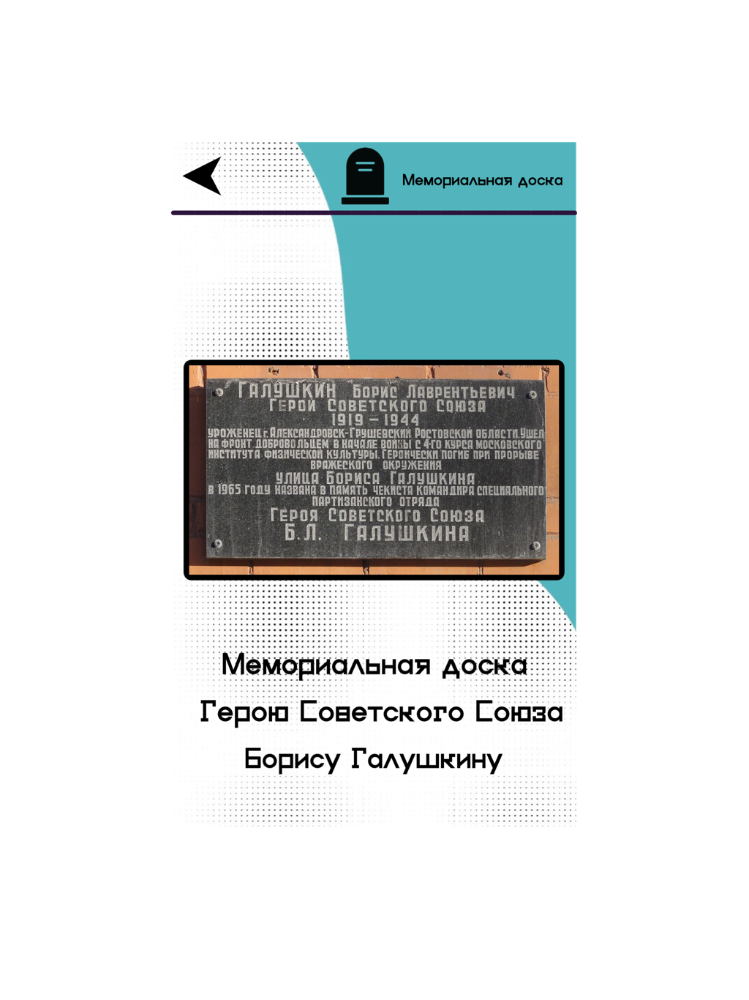 Мемориальная доска
ГАЛУШКИН БОРИС ЛАВРЕНТЬЕВИЧ
ГЕРОЙ СОВЕТСКОГО СОЮЗА
1919 – 1944
УРОЖЕНЕЦ г. АЛЕКСАНДРОВСК-ГРУШЕВСКИЙ РОСТОВСКОЙ ОБЛАСТИ. УШЕЛ
НА ФРОНТ ДОБРОВОЛЬЦЕМ В НАЧАЛЕ ВОЙНЫ С 4-ГО КУРСА МОСКОВСКОГО
ИНСТИТУТА ФИЗИЧЕСКОЙ КУЛЬТУРЫ. ГЕРОИЧЕСКИ ПОГИБ ПРИ ПРОРЫВЕ
ВРАЖЕСКОГО ОКРУЖЕНИЯ
УЛИЦА БОРИСА ГАЛУШКИНА
В 1965 ГОДУ НАЗВАНА В ПАМЯТЬ ЧЕКИСТА КОМАНДИРА СПЕЦИАЛЬНОГО
ПАРТИЗАНСКОГО ОТРЯДА
ГЕРОЯ СОВЕТСКОГО СОЮЗА
Б.Л. ГАЛУШКИНА
Мемориальная доска
Герою Советского Союза
Борису Галушкину